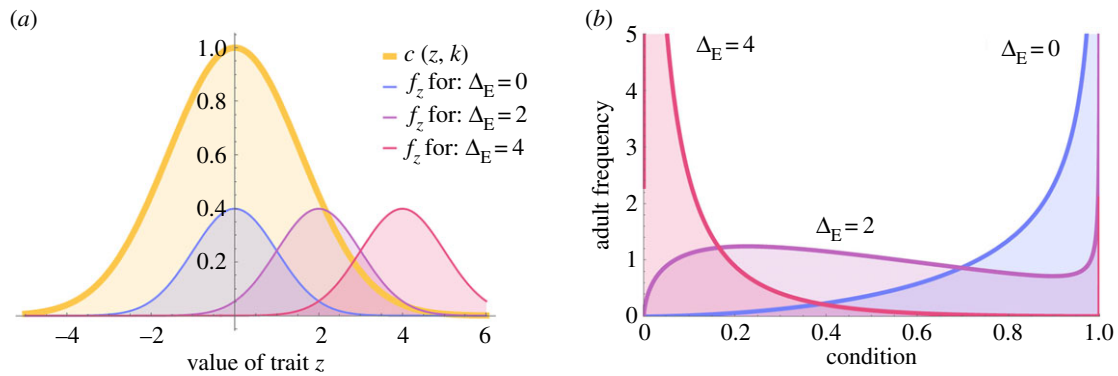 (a)
1.0
0.8
0.6
0.4
0.2
−4
−2
2
4
6
value of trait z
c (z, k)
f_z for: Δ_E = 0
f_z for: Δ_E = 2
f_z for: Δ_E = 4
(b)
5
4
3
2
1
0
adult frequency
Δ_E = 4
Δ_E = 0
Δ_E = 2
0
0.2
0.4
0.6
0.8
1.0
condition